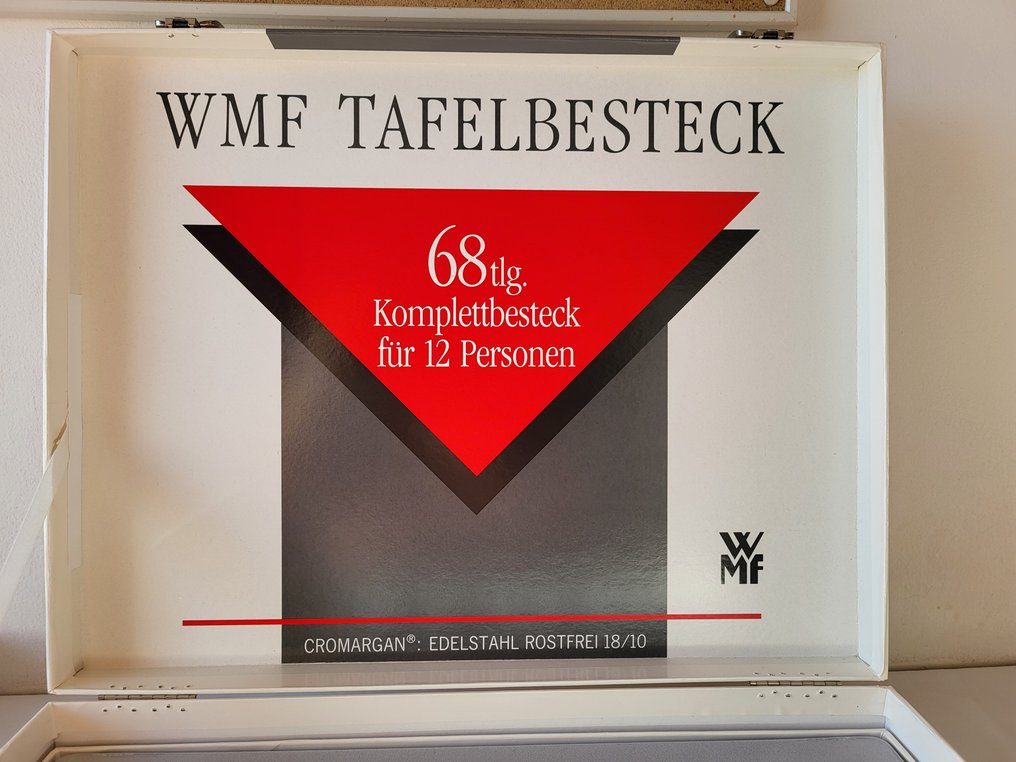 WMF TAFELBESTECK
68tlg.
Komplettbesteck
für 12 Personen
WMF
CROMARGAN®: EDELSTAHL ROSTFREI 18/10